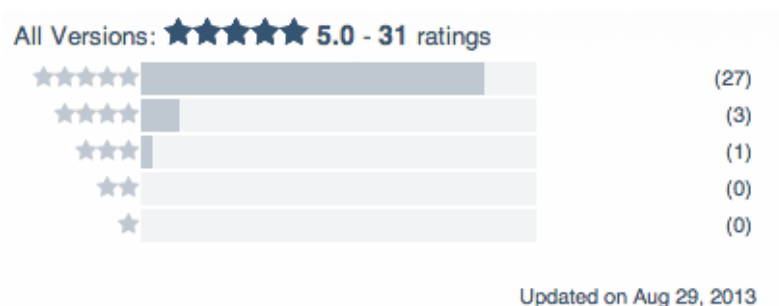 All Versions: ★★★★★ 5.0 - 31 ratings
★★★★★ (27)
★★★★ (3)
★★★ (1)
★★ (0)
★ (0)
Updated on Aug 29, 2013